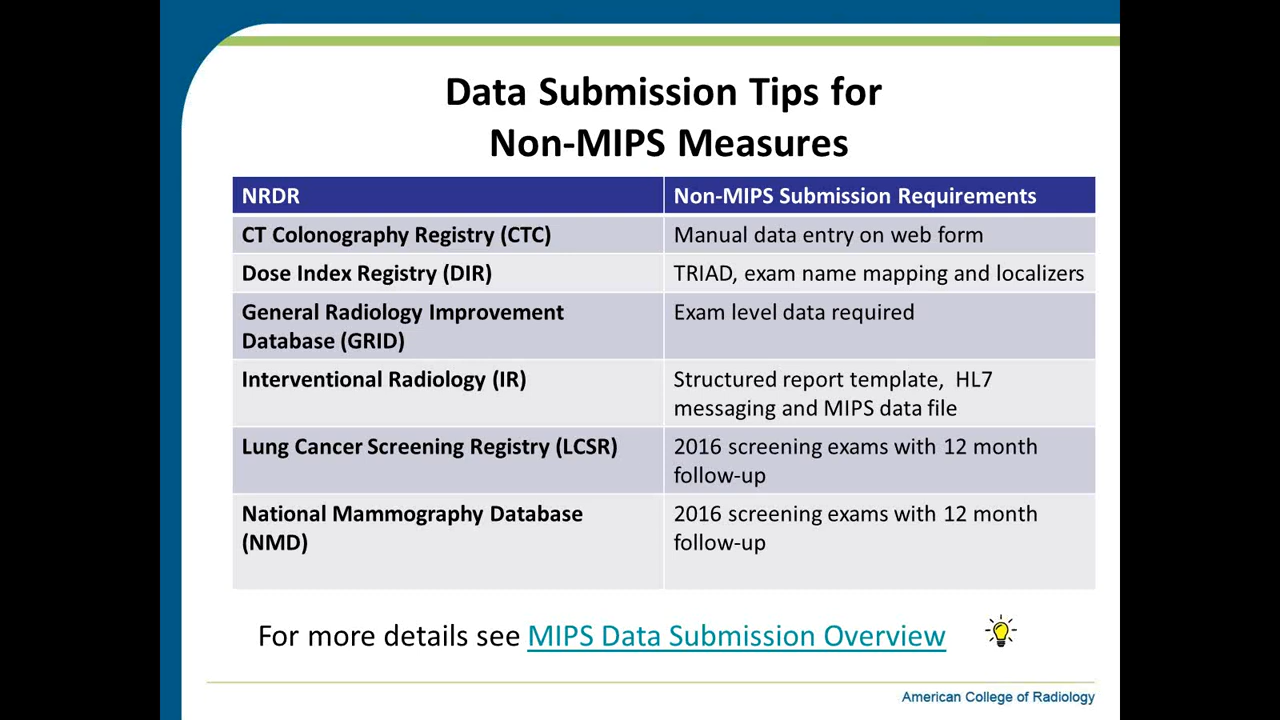 Data Submission Tips for
Non-MIPS Measures
NRDR
Non-MIPS Submission Requirements
CT Colonography Registry (CTC)
Manual data entry on web form
Dose Index Registry (DIR)
TRIAD, exam name mapping and localizers
General Radiology Improvement
Database (GRID)
Exam level data required
Interventional Radiology (IR)
Structured report template, HL7
messaging and MIPS data file
Lung Cancer Screening Registry (LCSR)
2016 screening exams with 12 month
follow-up
National Mammography Database
(NMD)
2016 screening exams with 12 month
follow-up
For more details see MIPS Data Submission Overview
American College of Radiology